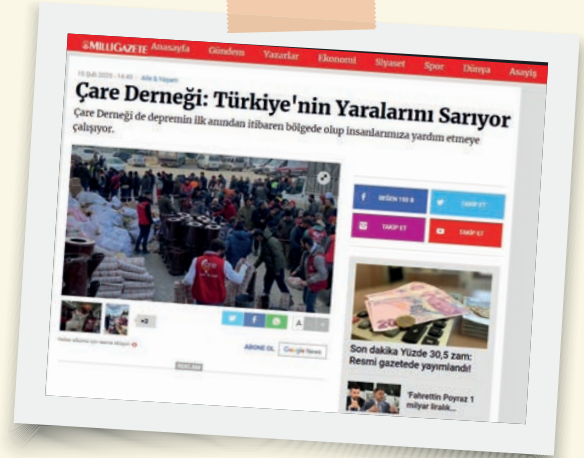 MİLLİGAZETE Anasayfa Gündem Yazarlar Ekonomi Siyaset Spor Dünya Asayiş
Çare Derneği: Türkiye'nin Yaralarını Sarıyor
Çare Derneği de depremin ilk anından itibaren bölgede olup insanlarımıza yardım etmeye
çalışıyor.
BEĞEN
TAKİP ET
TAKİP ET
TAKİP ET
+3
A
ABONE OL Google News
Son dakika Yüzde 30,5 zam:
Resmi gazetede yayımlandı!
'Fahrettin Poyraz 1
milyar liralık...